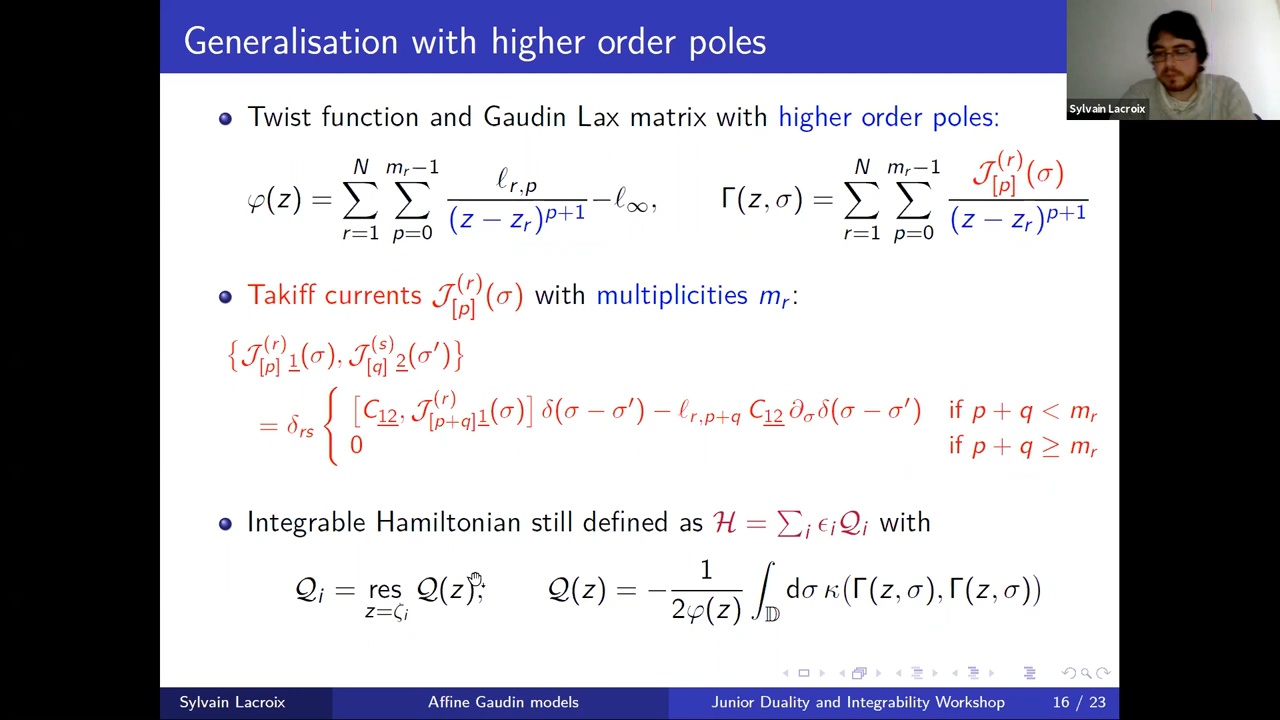 Generalisation with higher order poles
Sylvain Lacroix
Twist function and Gaudin Lax matrix with higher order poles:
φ(z) = ∑_{r=1}^{N} ∑_{p=0}^{m_r−1} ℓ_{r,p} / (z − z_r)^{p+1} − ℓ_∞,    Γ(z, σ) = ∑_{r=1}^{N} ∑_{p=0}^{m_r−1} 𝒥^{(r)}_{[p]}(σ) / (z − z_r)^{p+1}
Takiff currents 𝒥^{(r)}_{[p]}(σ) with multiplicities m_r:
{𝒥^{(r)}_{[p]} _1(σ), 𝒥^{(s)}_{[q]} _2(σ′)}
= δ_{rs} { [C_{12}, 𝒥^{(r)}_{[p+q]} _1(σ)] δ(σ − σ′) − ℓ_{r,p+q} C_{12} ∂_σ δ(σ − σ′) if p + q < m_r
0 if p + q ≥ m_r
Integrable Hamiltonian still defined as ℋ = ∑_i ϵ_i 𝒬_i with
𝒬_i = res_{z=ζ_i} 𝒬(z),    𝒬(z) = − 1 / 2φ(z) ∫_𝔻 dσ κ(Γ(z, σ), Γ(z, σ))
Sylvain Lacroix
Affine Gaudin models
Junior Duality and Integrability Workshop
16 / 23